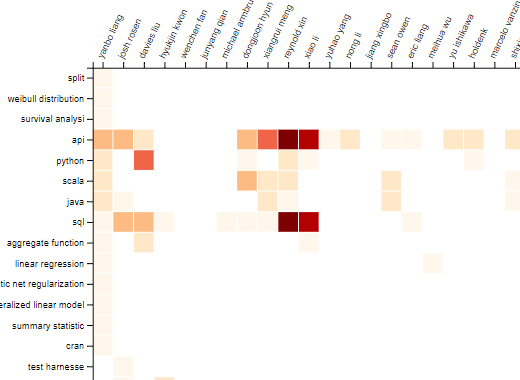 yanbo liang
josh rosen
davies liu
hyukjin kwon
wenchen fan
junyang qian
michael armbru
dongjoon hyun
xiangrui meng
reynold xin
xiao li
yuhao yang
nong li
jiang xingbo
sean owen
eric liang
meihua wu
yu ishikawa
holdenk
marcelo vanzin
shixi
split
weibull distribution
survival analysi
api
python
scala
java
sql
aggregate function
linear regression
tic net regularization
eralized linear model
summary statistic
cran
test harnesse